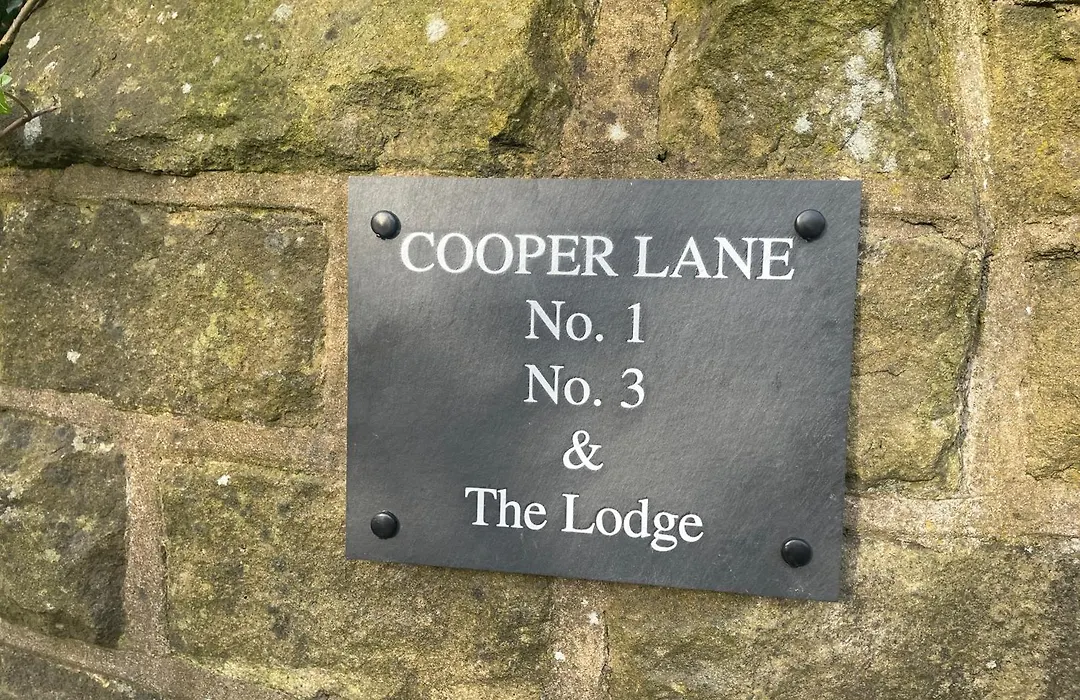 COOPER LANE
No. 1
No. 3
&
The Lodge